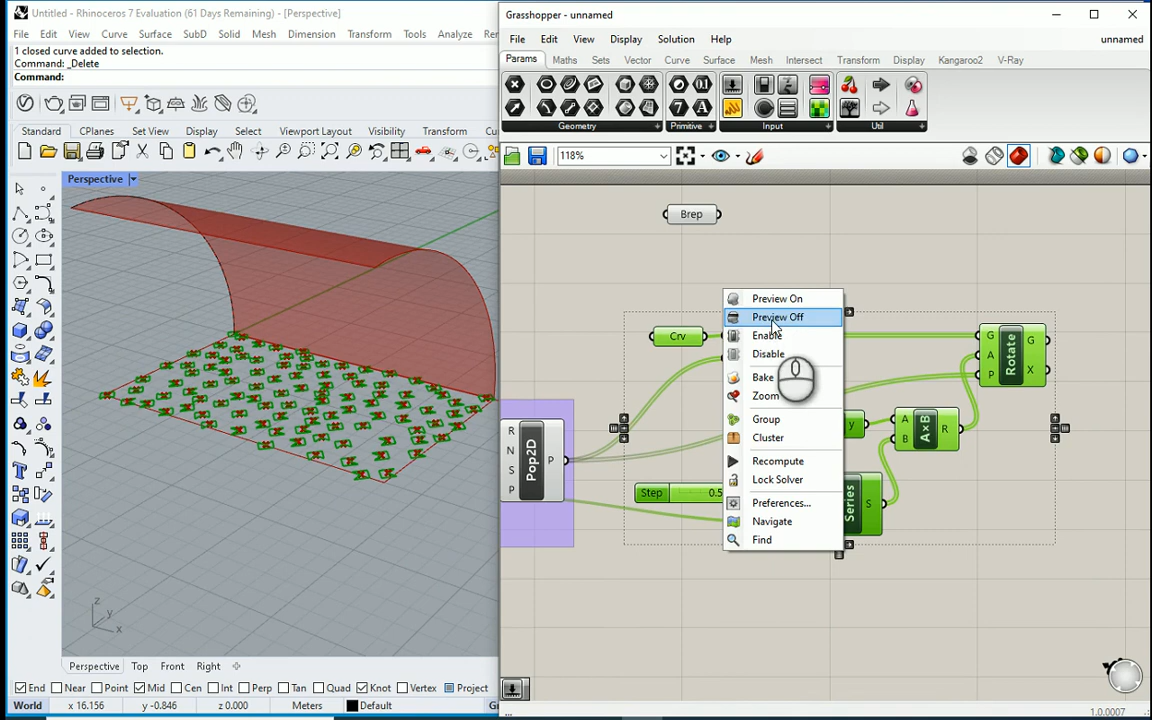 Untitled - Rhinoceros 7 Evaluation (61 Days Remaining) - [Perspective]
File Edit View Curve Surface SubD Solid Mesh Dimension Transform Tools Analyze
1 closed curve added to selection.
Command: _Delete
Command:
Standard CPlanes Set View Display Select Viewport Layout Visibility Transform
Perspective
z
x
y
Perspective Top Front Right
End Near Point Mid Cen Int Perp Tan Quad Knot Vertex Project
World x 16.156 y -0.846 z 0.000 Meters Default
Grasshopper - unnamed
File Edit View Display Solution Help unnamed
Params Maths Sets Vector Curve Surface Mesh Intersect Transform Display Kangaroo2 V-Ray
Geometry Primitive Input Util
118%
Brep
Crv
R
N
S
P
Pop2D
P
Step 0.5
Preview On
Preview Off
Enable
Disable
Bake
Zoom
Group
Cluster
Recompute
Lock Solver
Preferences...
Navigate
Find
y
Series
S
A
B
A×B
R
G
A
P
Rotate
G
X
1.0.0007